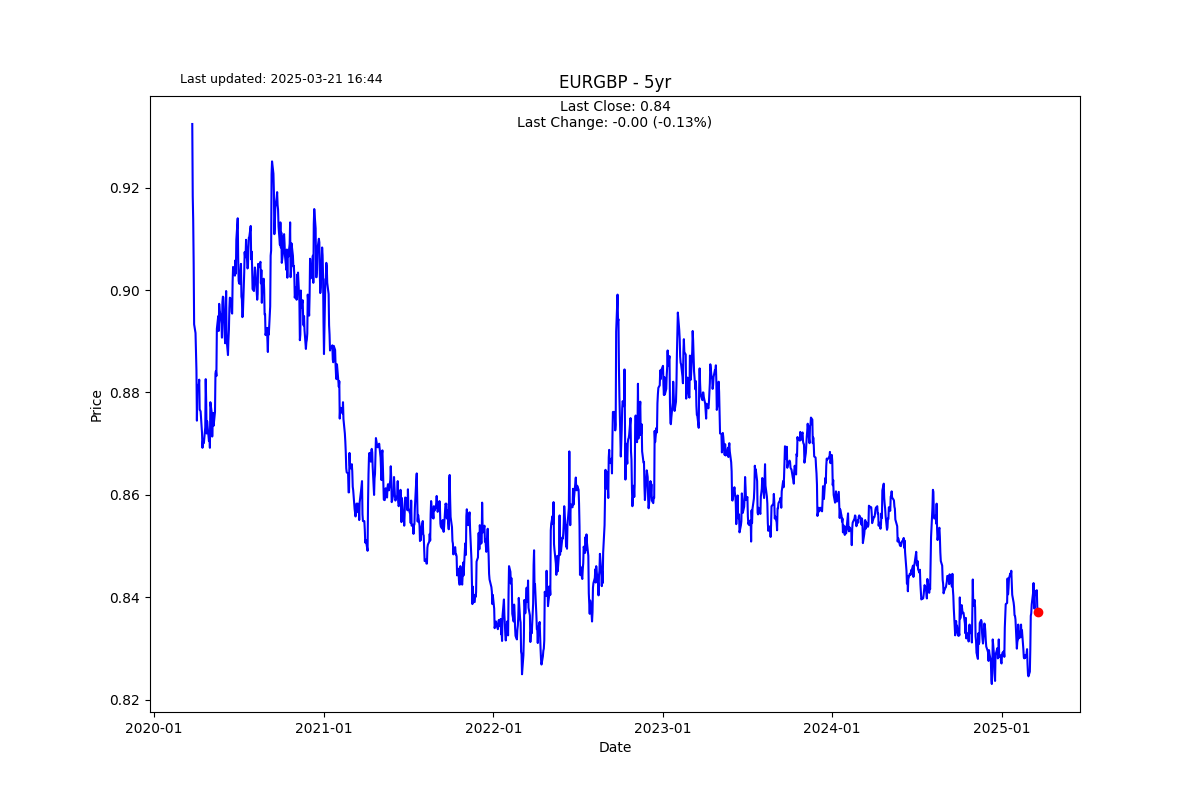 Last updated: 2025-03-21 16:44
EURGBP - 5yr
Last Close: 0.84
Last Change: -0.00 (-0.13%)
0.92
0.90
0.88
0.86
0.84
0.82
Price
2020-01 2021-01 2022-01 2023-01 2024-01 2025-01
Date